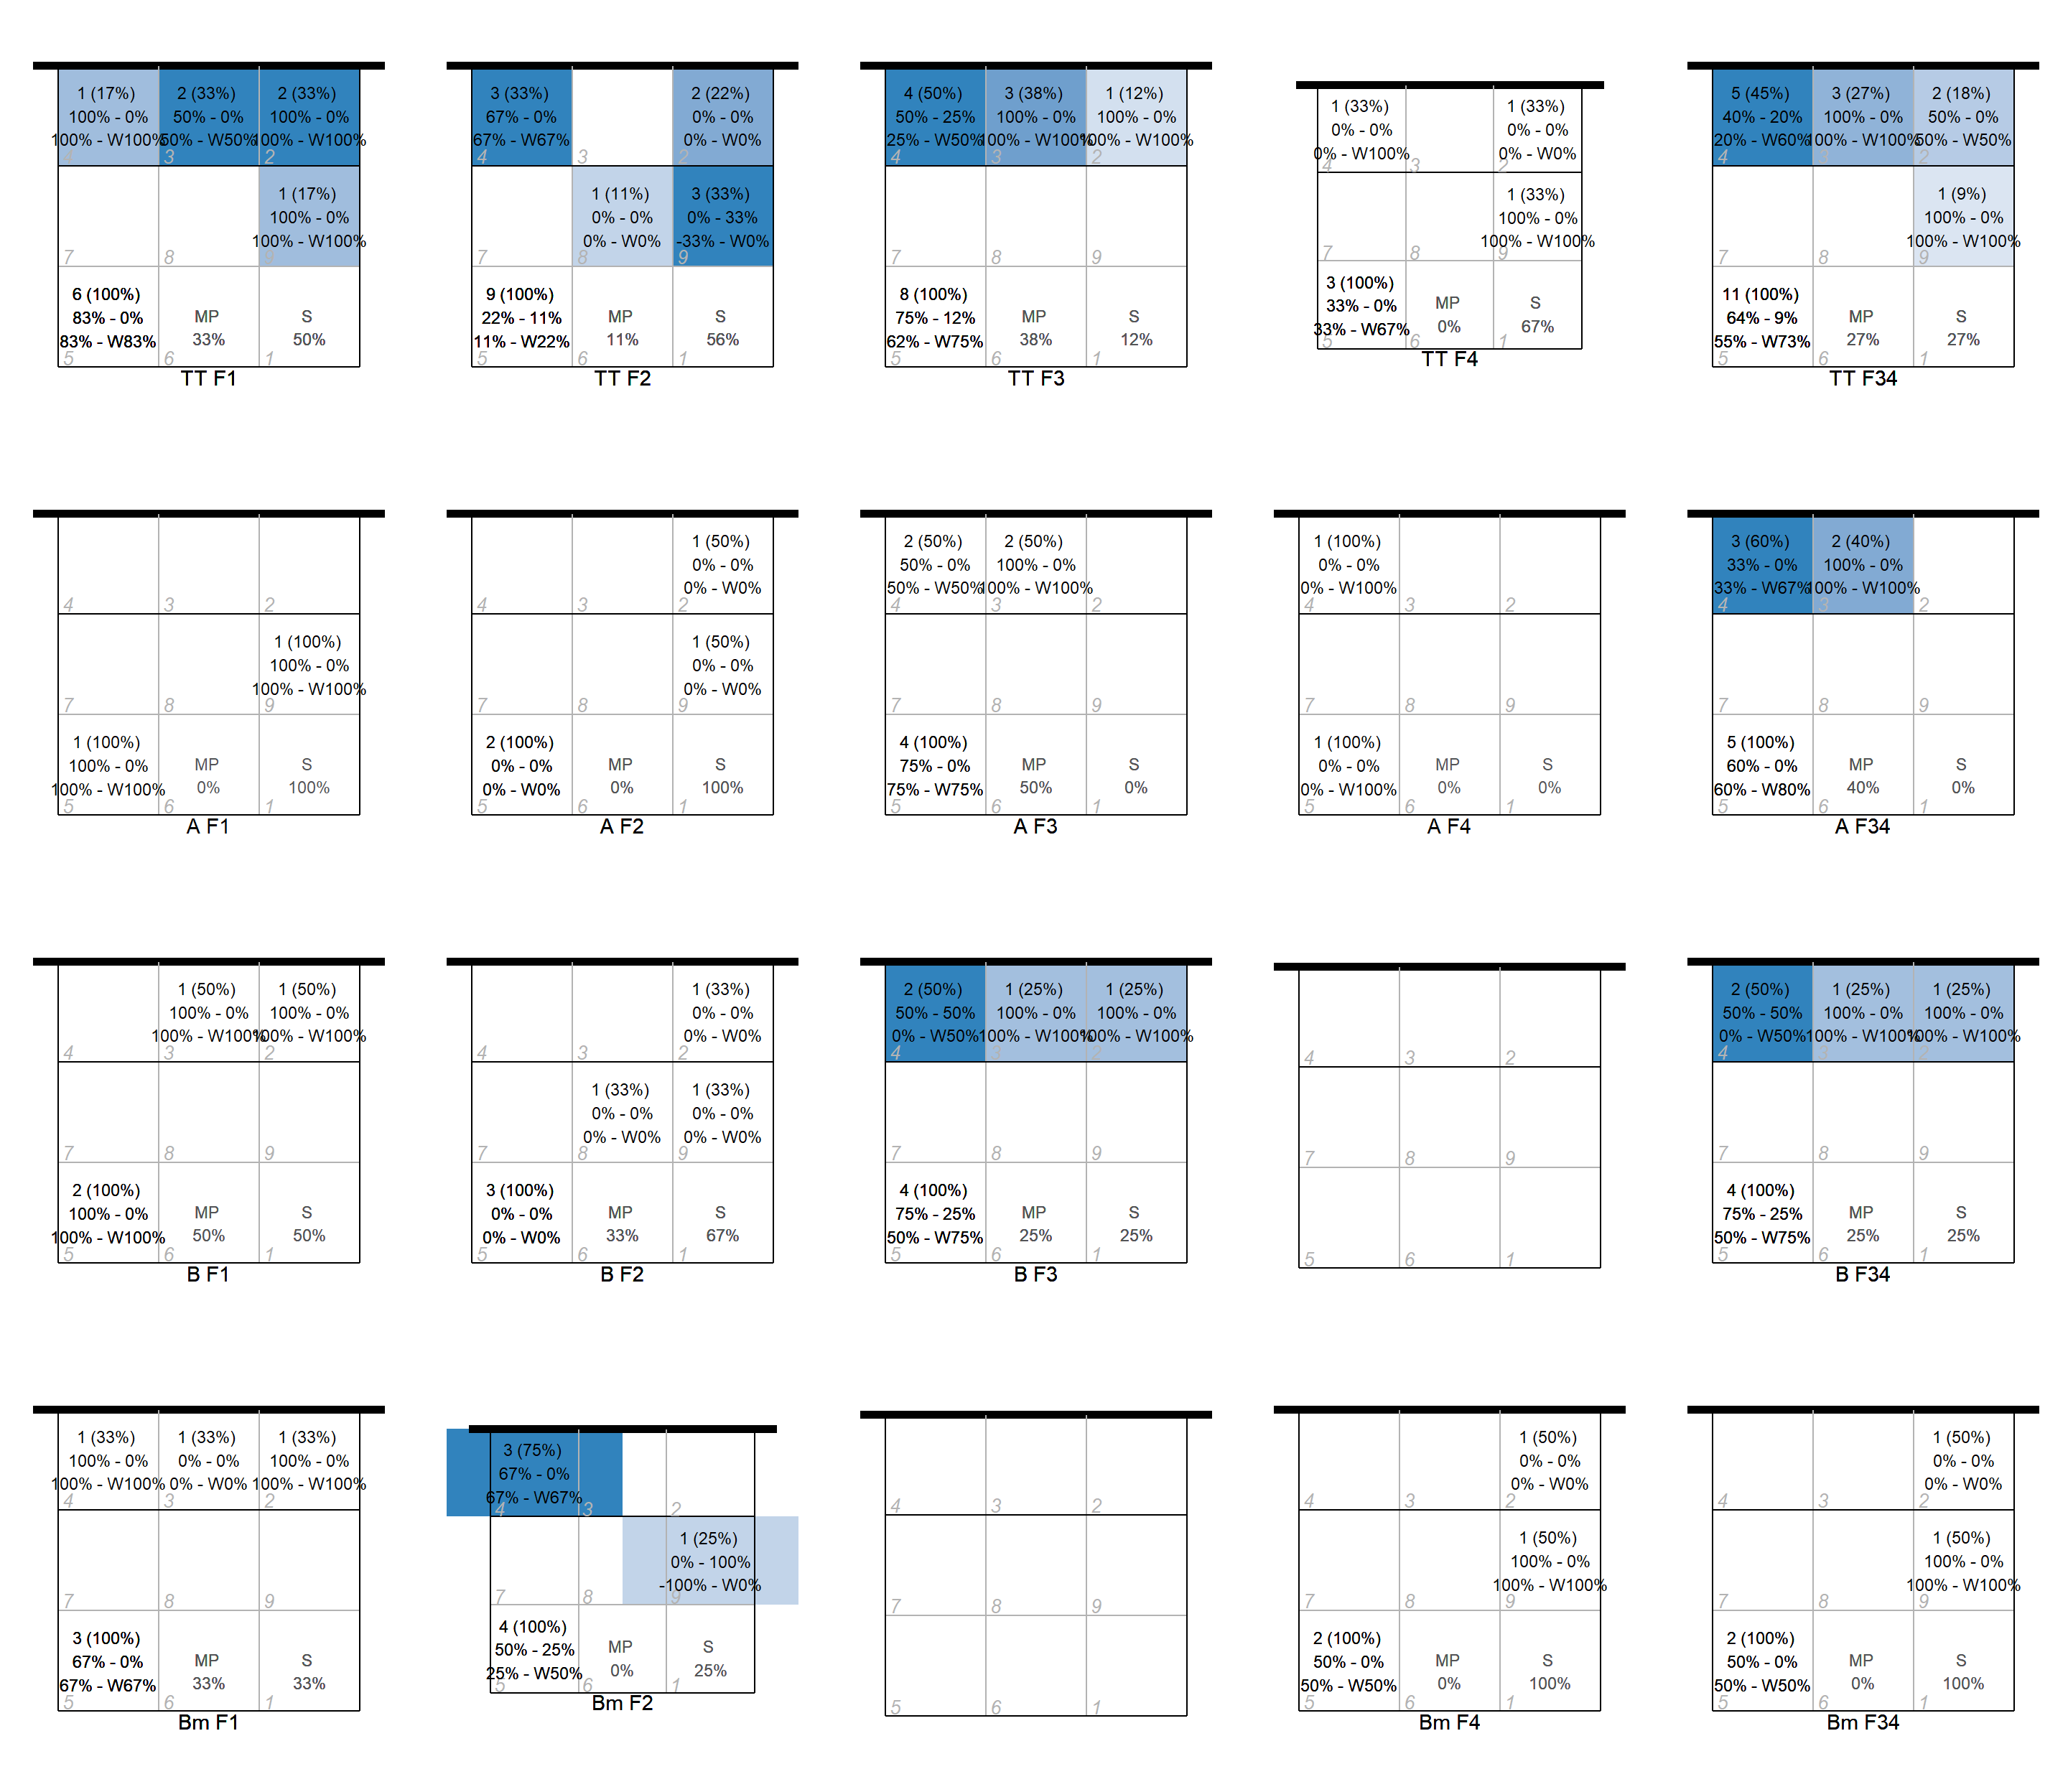 1 (17%)
100% - 0%
100% - W100%
4
2 (33%)
50% - 0%
50% - W50%
3
2 (33%)
100% - 0%
100% - W100%
2
7
8
1 (17%)
100% - 0%
100% - W100%
9
6 (100%)
83% - 0%
83% - W83%
5
MP
33%
6
S
50%
1
TT F1
3 (33%)
67% - 0%
67% - W67%
4
3
2 (22%)
0% - 0%
0% - W0%
2
7
1 (11%)
0% - 0%
0% - W0%
8
3 (33%)
0% - 33%
-33% - W0%
9
9 (100%)
22% - 11%
11% - W22%
5
MP
11%
6
S
56%
1
TT F2
4 (50%)
50% - 25%
25% - W50%
4
3 (38%)
100% - 0%
100% - W100%
3
1 (12%)
100% - 0%
100% - W100%
2
7
8
9
8 (100%)
75% - 12%
62% - W75%
5
MP
38%
6
S
12%
1
TT F3
1 (33%)
0% - 0%
0% - W100%
4
3
1 (33%)
0% - 0%
0% - W0%
2
7
8
1 (33%)
100% - 0%
100% - W100%
9
3 (100%)
33% - 0%
33% - W67%
5
MP
0%
6
S
67%
1
TT F4
5 (45%)
40% - 20%
20% - W60%
4
3 (27%)
100% - 0%
100% - W100%
3
2 (18%)
50% - 0%
50% - W50%
2
7
8
1 (9%)
100% - 0%
100% - W100%
9
11 (100%)
64% - 9%
55% - W73%
5
MP
27%
6
S
27%
1
TT F34
4
3
2
7
8
1 (100%)
100% - 0%
100% - W100%
9
1 (100%)
100% - 0%
100% - W100%
5
MP
0%
6
S
100%
1
A F1
4
3
1 (50%)
0% - 0%
0% - W0%
2
7
8
1 (50%)
0% - 0%
0% - W0%
9
2 (100%)
0% - 0%
0% - W0%
5
MP
0%
6
S
100%
1
A F2
2 (50%)
50% - 0%
50% - W50%
4
2 (50%)
100% - 0%
100% - W100%
3
2
7
8
9
4 (100%)
75% - 0%
75% - W75%
5
MP
50%
6
S
0%
1
A F3
1 (100%)
0% - 0%
0% - W100%
4
3
2
7
8
9
1 (100%)
0% - 0%
0% - W100%
5
MP
0%
6
S
0%
1
A F4
3 (60%)
33% - 0%
33% - W67%
4
2 (40%)
100% - 0%
100% - W100%
3
2
7
8
9
5 (100%)
60% - 0%
60% - W80%
5
MP
40%
6
S
0%
1
A F34
4
1 (50%)
100% - 0%
100% - W100%
3
1 (50%)
100% - 0%
100% - W100%
2
7
8
9
2 (100%)
100% - 0%
100% - W100%
5
MP
50%
6
S
50%
1
B F1
4
3
1 (33%)
0% - 0%
0% - W0%
2
7
1 (33%)
0% - 0%
0% - W0%
8
1 (33%)
0% - 0%
0% - W0%
9
3 (100%)
0% - 0%
0% - W0%
5
MP
33%
6
S
67%
1
B F2
2 (50%)
50% - 50%
0% - W50%
4
1 (25%)
100% - 0%
100% - W100%
3
1 (25%)
100% - 0%
100% - W100%
2
7
8
9
4 (100%)
75% - 25%
50% - W75%
5
MP
25%
6
S
25%
1
B F3
4
3
2
7
8
9
5
6
1
2 (50%)
50% - 50%
0% - W50%
4
1 (25%)
100% - 0%
100% - W100%
3
1 (25%)
100% - 0%
100% - W100%
2
7
8
9
4 (100%)
75% - 25%
50% - W75%
5
MP
25%
6
S
25%
1
B F34
1 (33%)
100% - 0%
100% - W100%
4
1 (33%)
0% - 0%
0% - W0%
3
1 (33%)
100% - 0%
100% - W100%
2
7
8
9
3 (100%)
67% - 0%
67% - W67%
5
MP
33%
6
S
33%
1
Bm F1
3 (75%)
67% - 0%
67% - W67%
4
3
2
7
8
1 (25%)
0% - 100%
-100% - W0%
9
4 (100%)
50% - 25%
25% - W50%
5
MP
0%
6
S
25%
1
Bm F2
4
3
2
7
8
9
5
6
1
4
3
1 (50%)
0% - 0%
0% - W0%
2
7
8
1 (50%)
100% - 0%
100% - W100%
9
2 (100%)
50% - 0%
50% - W50%
5
MP
0%
6
S
100%
1
Bm F4
4
3
1 (50%)
0% - 0%
0% - W0%
2
7
8
1 (50%)
100% - 0%
100% - W100%
9
2 (100%)
50% - 0%
50% - W50%
5
MP
0%
6
S
100%
1
Bm F34